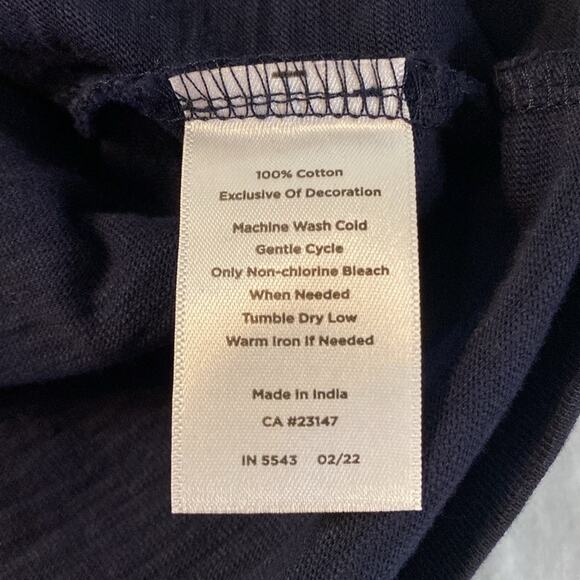 100% Cotton
Exclusive Of Decoration
Machine Wash Cold
Gentle Cycle
Only Non-chlorine Bleach
When Needed
Tumble Dry Low
Warm Iron If Needed
Made in India
CA #23147
IN 5543 02/22